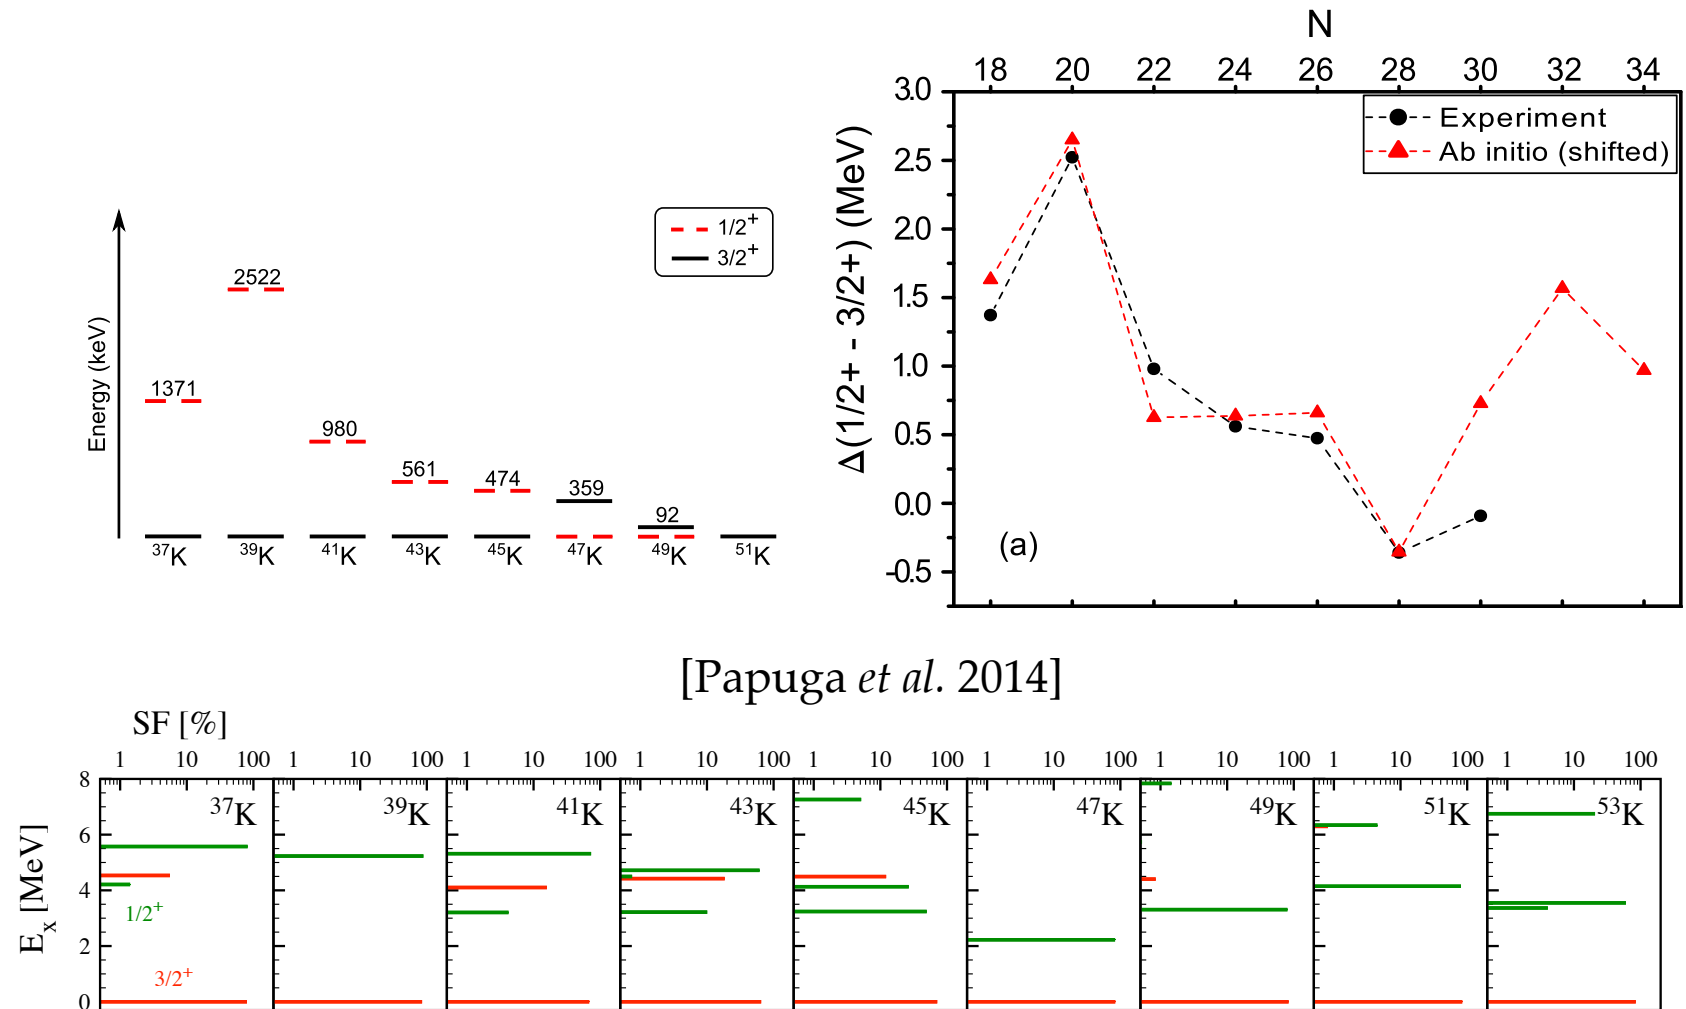 1/2+
3/2+
Energy (keV)
1371
2522
980
561
474
359
92
37K
39K
41K
43K
45K
47K
49K
51K
N
18 20 22 24 26 28 30 32 34
Experiment
Ab initio (shifted)
Δ(1/2+ - 3/2+) (MeV)
3.0
2.5
2.0
1.5
1.0
0.5
0.0
-0.5
(a)
[Papuga et al. 2014]
SF [%]
1 10 100 1 10 100 1 10 100 1 10 100 1 10 100 1 10 100 1 10 100 1 10 100 10 100
37K 39K 41K 43K 45K 47K 49K 51K 53K
Ex [MeV]
8
6
4
2
0
1/2+
3/2+